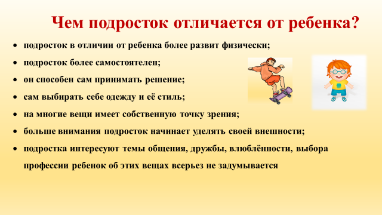 Чем подросток отличается от ребенка?
• подросток в отличии от ребенка более развит физически;
• подросток более самостоятелен;
• он способен сам принимать решение;
• сам выбирать себе одежду и её стиль;
• на многие вещи имеет собственную точку зрения;
• больше внимания подросток начинает уделять своей внешности;
• подростка интересуют темы общения, дружбы, влюблённости, выбора
профессии ребенок об этих вещах всерьез не задумывается